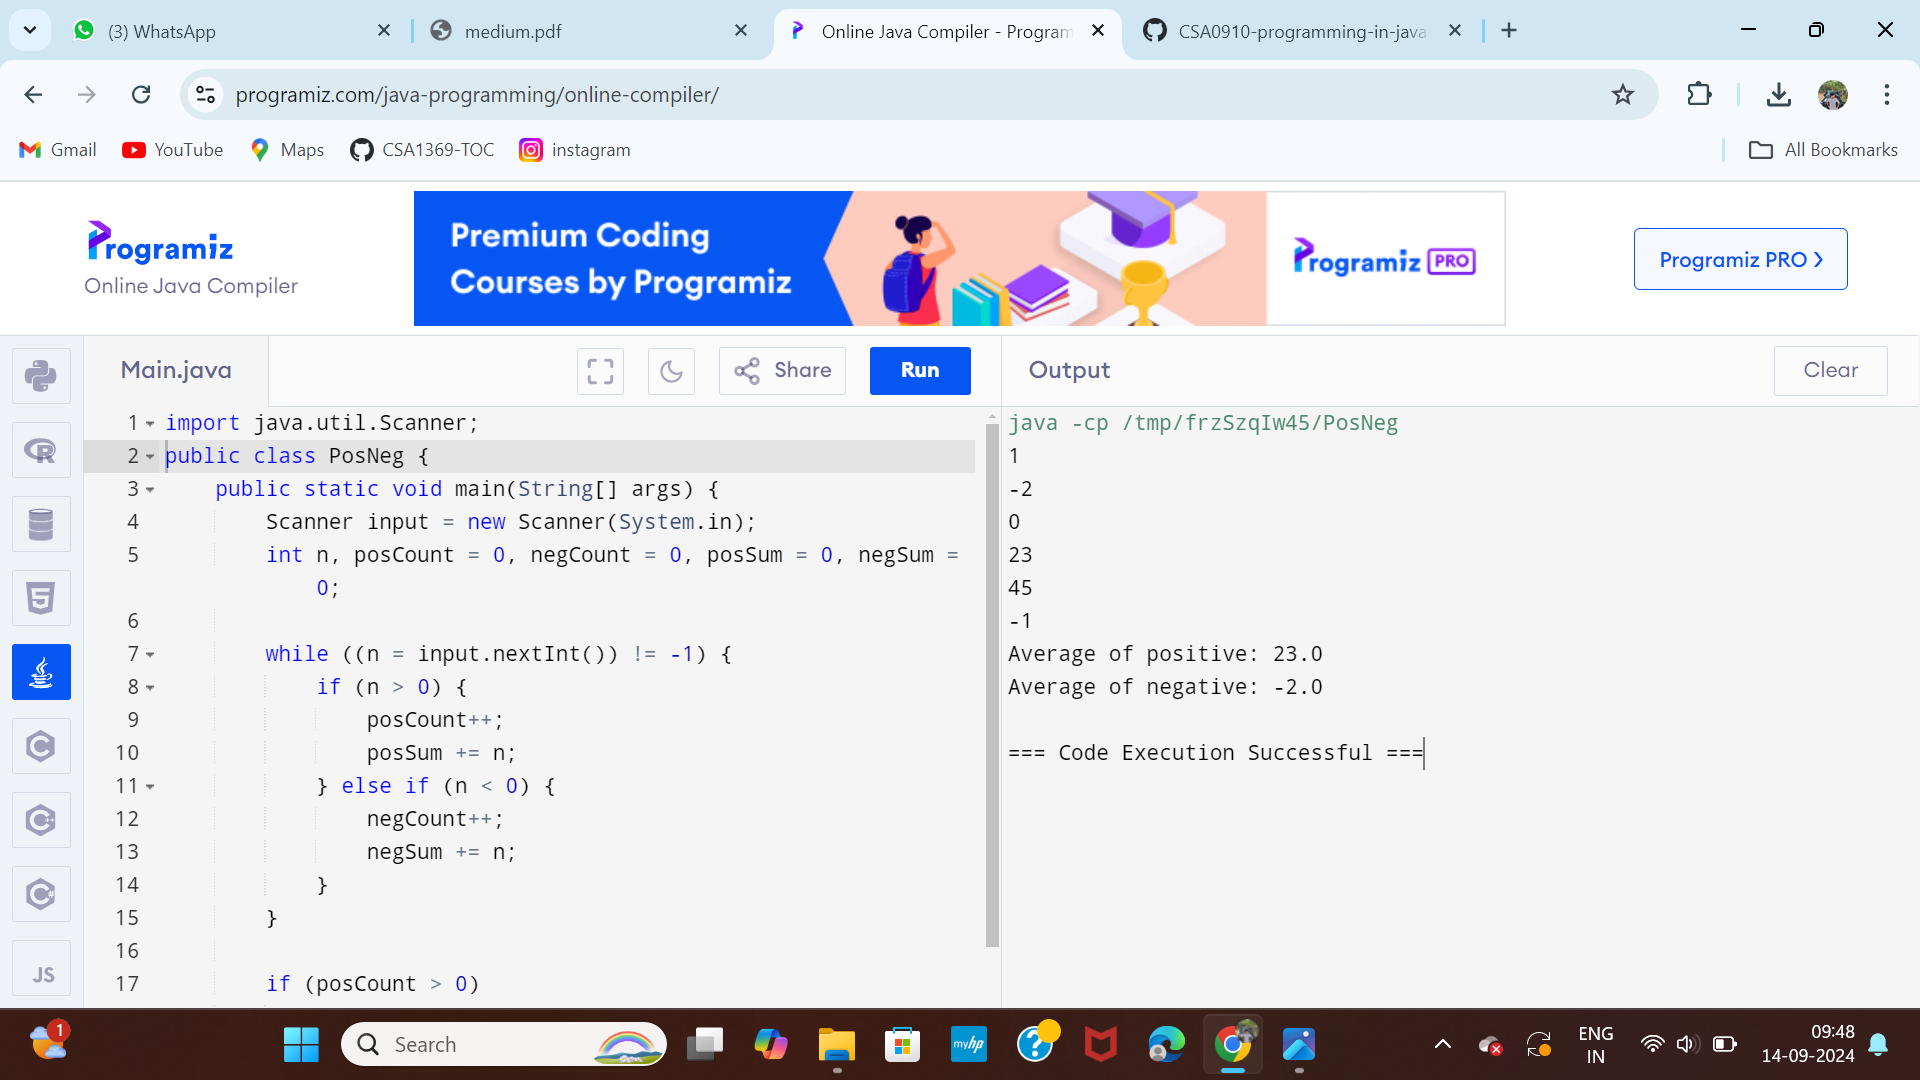 (3) WhatsApp
medium.pdf
Online Java Compiler - Program
CSA0910-programming-in-java
programiz.com/java-programming/online-compiler/
Gmail
YouTube
Maps
CSA1369-TOC
instagram
All Bookmarks
Programiz
Online Java Compiler
Premium Coding
Courses by Programiz
Programiz PRO
Programiz PRO ›
Main.java
Share
Run
Output
Clear
1 import java.util.Scanner;
2 public class PosNeg {
3 public static void main(String[] args) {
4 Scanner input = new Scanner(System.in);
5 int n, posCount = 0, negCount = 0, posSum = 0, negSum =
0;
6
7 while ((n = input.nextInt()) != -1) {
8 if (n > 0) {
9 posCount++;
10 posSum += n;
11 } else if (n < 0) {
12 negCount++;
13 negSum += n;
14 }
15 }
16
17 if (posCount > 0)
java -cp /tmp/frzSzqIw45/PosNeg
1
-2
0
23
45
-1
Average of positive: 23.0
Average of negative: -2.0
=== Code Execution Successful ===
R
5
C
C
C#
JS
1
Search
myhp
?
ENG
IN
09:48
14-09-2024